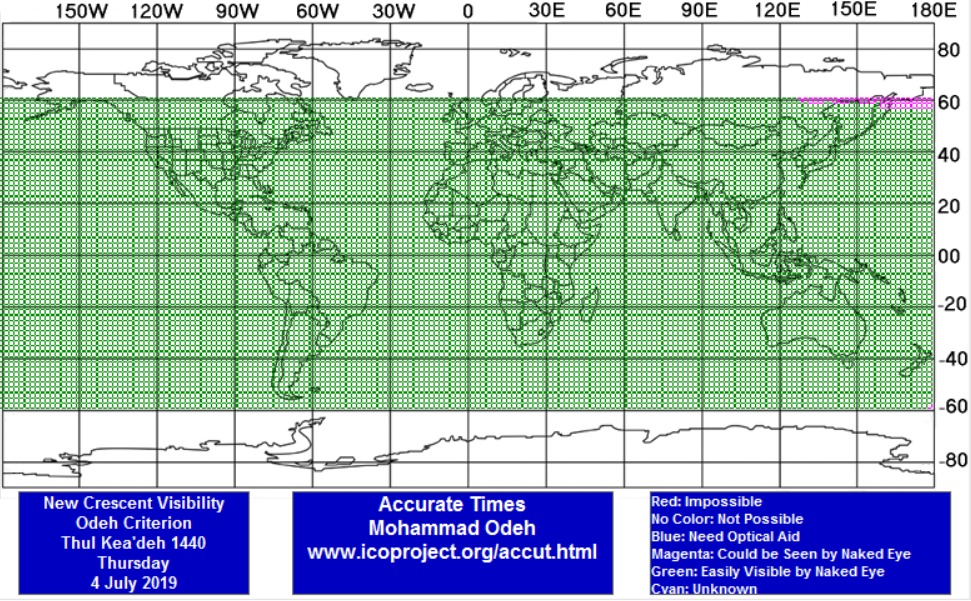 150W 120W 90W 60W 30W 0 30E 60E 90E 120E 150E 180E
80
60
40
20
00
-20
-40
-60
-80
New Crescent Visibility
Odeh Criterion
Thul Kea'deh 1440
Thursday
4 July 2019
Accurate Times
Mohammad Odeh
www.icoproject.org/accut.html
Red: Impossible
No Color: Not Possible
Blue: Need Optical Aid
Magenta: Could be Seen by Naked Eye
Green: Easily Visible by Naked Eye
Cyan: Unknown